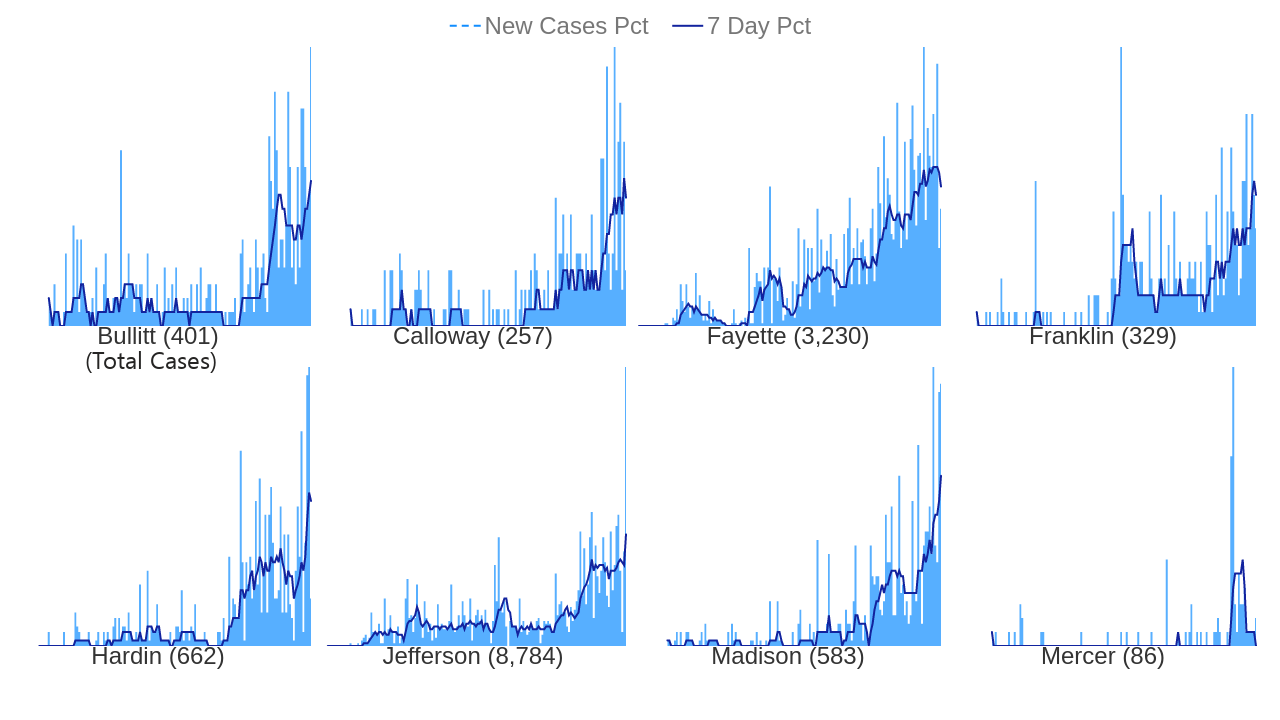 New Cases Pct 7 Day Pct
Bullitt (401)
(Total Cases)
Calloway (257)
Fayette (3,230)
Franklin (329)
Hardin (662)
Jefferson (8,784)
Madison (583)
Mercer (86)